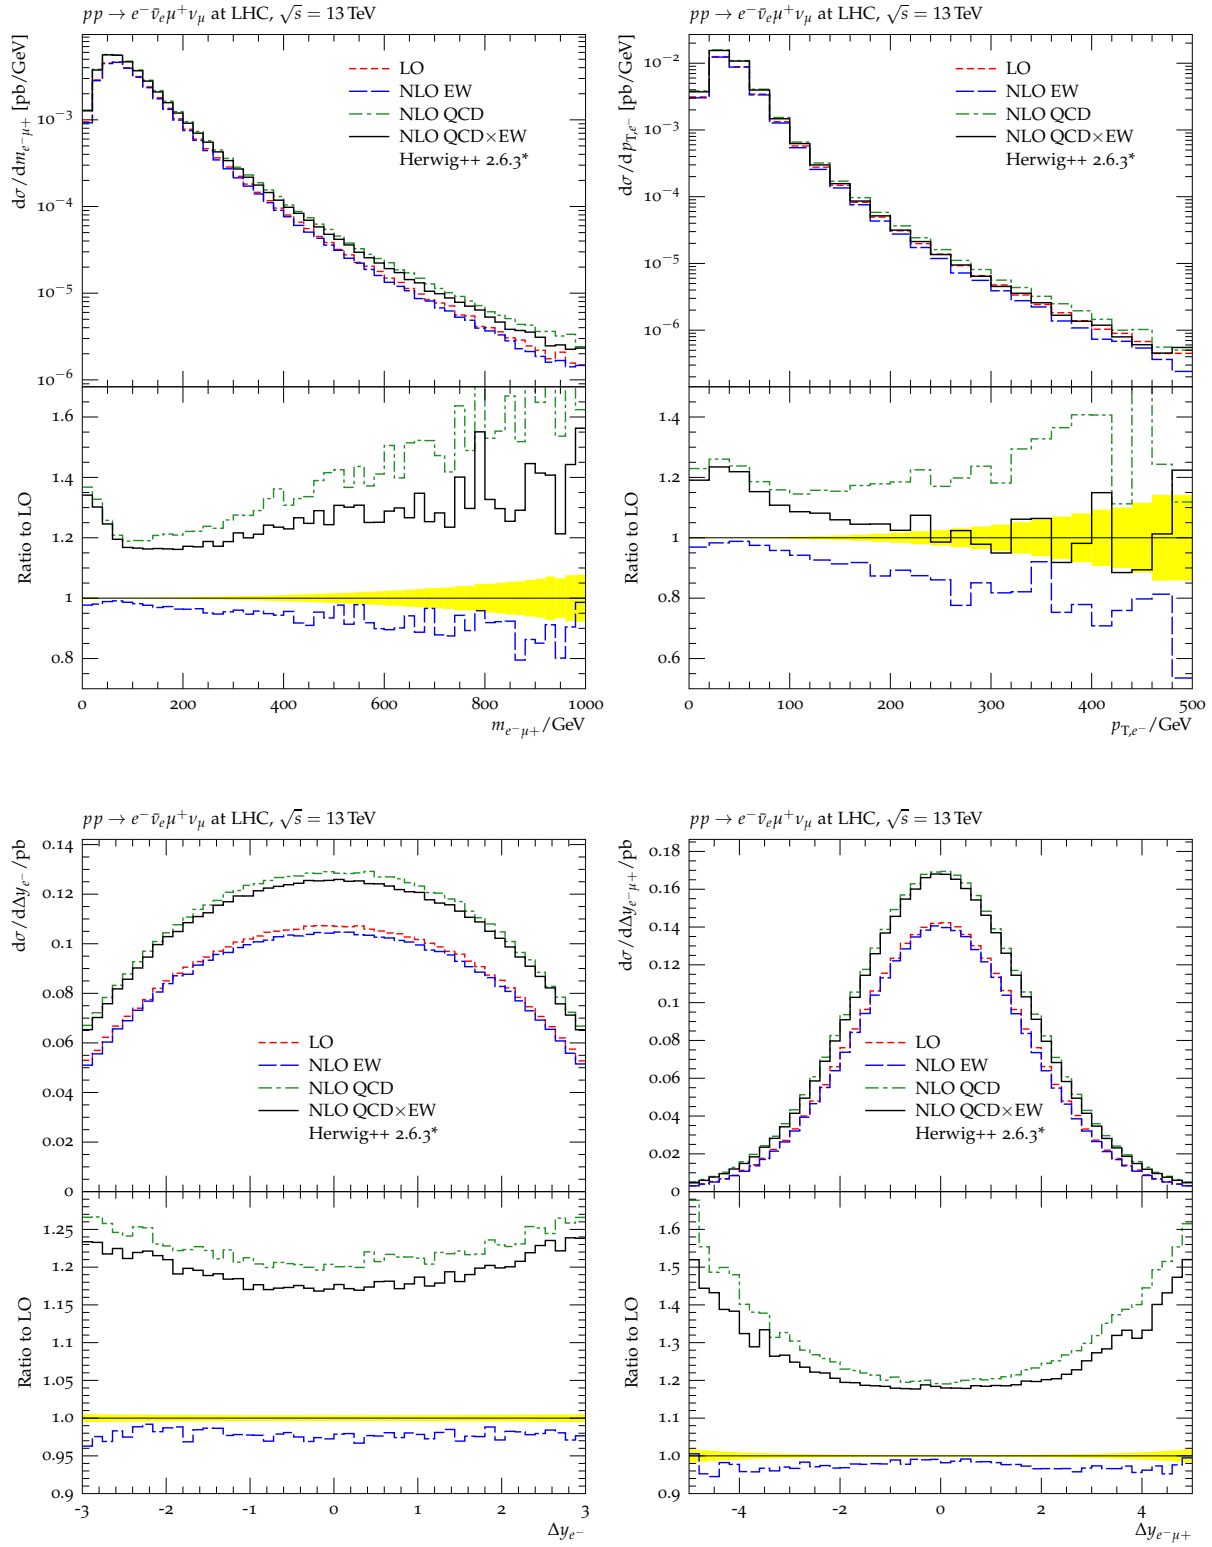 pp → e⁻ν̄ₑμ⁺ν_μ at LHC, √s = 13 TeV
dσ/dm_{e⁻μ⁺} [pb/GeV]
10⁻³
10⁻⁴
10⁻⁵
10⁻⁶
LO
NLO EW
NLO QCD
NLO QCD×EW
Herwig++ 2.6.3*
Ratio to LO
1.6
1.4
1.2
1
0.8
0 200 400 600 800 1000
m_{e⁻μ⁺}/GeV
pp → e⁻ν̄ₑμ⁺ν_μ at LHC, √s = 13 TeV
dσ/dp_{T,e⁻} [pb/GeV]
10⁻²
10⁻³
10⁻⁴
10⁻⁵
10⁻⁶
LO
NLO EW
NLO QCD
NLO QCD×EW
Herwig++ 2.6.3*
Ratio to LO
1.4
1.2
1.0
0.8
0.6
0 100 200 300 400 500
p_{T,e⁻}/GeV
pp → e⁻ν̄ₑμ⁺ν_μ at LHC, √s = 13 TeV
dσ/dΔy_{e⁻}/pb
0.14
0.12
0.1
0.08
0.06
0.04
0.02
0
LO
NLO EW
NLO QCD
NLO QCD×EW
Herwig++ 2.6.3*
Ratio to LO
1.25
1.2
1.15
1.1
1.05
1.0
0.95
0.9
-3 -2 -1 0 1 2 3
Δy_{e⁻}
pp → e⁻ν̄ₑμ⁺ν_μ at LHC, √s = 13 TeV
dσ/dΔy_{e⁻μ⁺}/pb
0.18
0.16
0.14
0.12
0.1
0.08
0.06
0.04
0.02
0
LO
NLO EW
NLO QCD
NLO QCD×EW
Herwig++ 2.6.3*
Ratio to LO
1.6
1.5
1.4
1.3
1.2
1.1
1.0
0.9
-4 -2 0 2 4
Δy_{e⁻μ⁺}